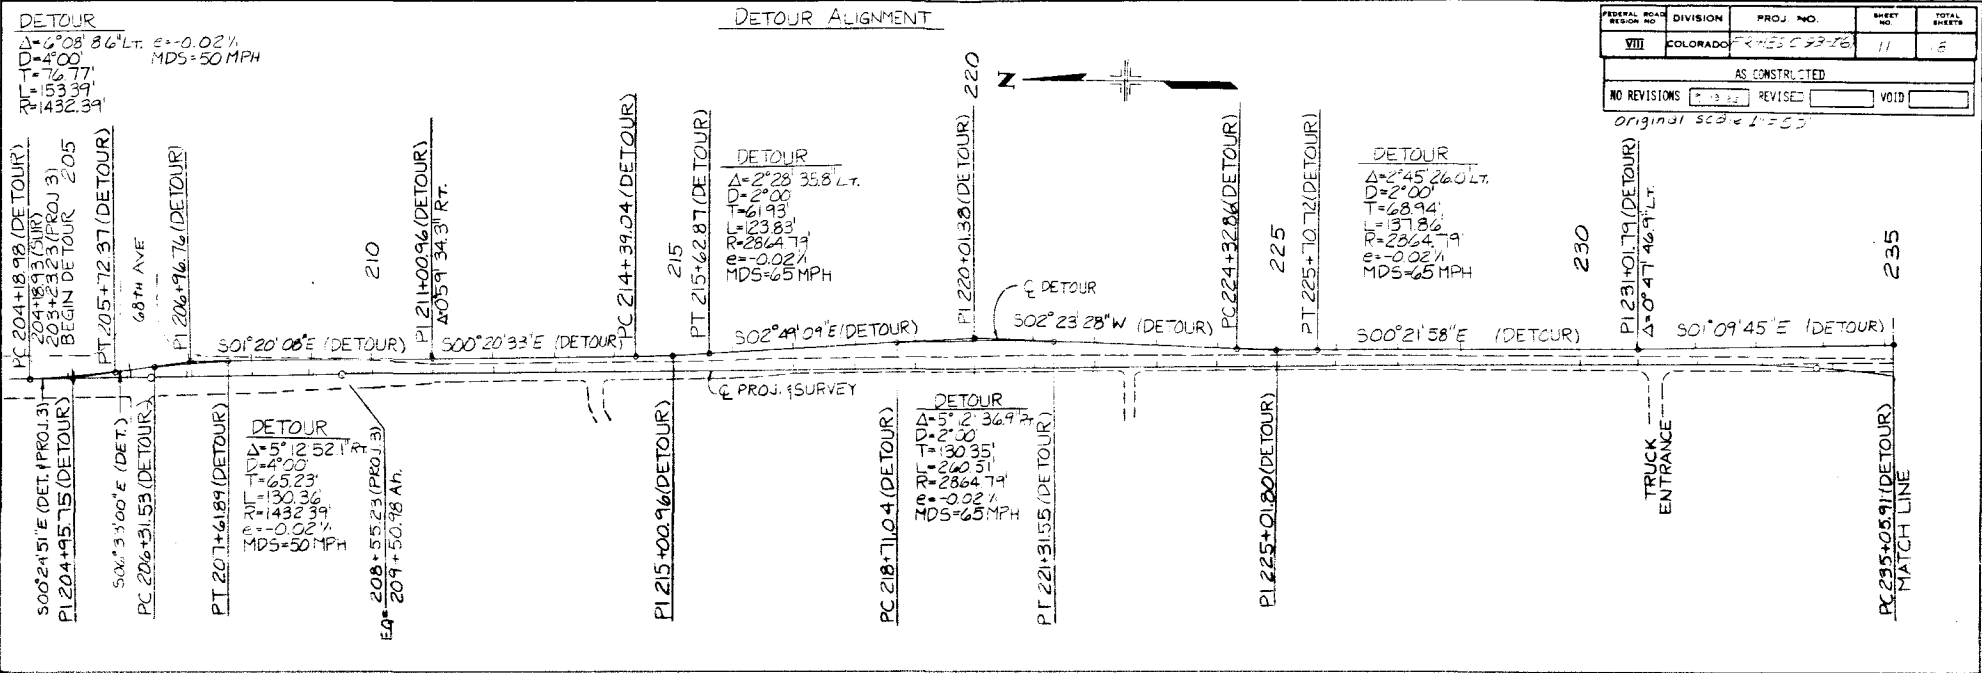 DETOUR ALIGNMENT
FEDERAL ROAD REGION NO
DIVISION
PROJ. NO.
SHEET NO.
TOTAL SHEETS
VIII
COLORADO
11
AS CONSTRUCTED
NO REVISIONS
REVISED
VOID
original scale
DETOUR
Δ=6°08'8.6"LT. e=-0.02%
D=4°00' MDS=50 MPH
T=76.77'
L=153.39'
R=1432.39'
PC 204+18.98 (DETOUR)
204+18.93 (SUR)
203+23.23 (PROJ 3)
BEGIN DETOUR 205
PT 205+72.37 (DETOUR)
68TH AVE
PI 206+96.76 (DETOUR)
210
PI 211+00.96 (DETOUR)
Δ=0°59'34.3" RT.
PC 214+39.04 (DETOUR)
215
PT 215+62.87 (DETOUR)
DETOUR
Δ=2°28'35.8"LT.
D=2°00'
T=61.93'
L=123.83'
R=2864.79'
e=-0.02%
MDS=65 MPH
PI 220+01.38 (DETOUR)
220
N
℄ DETOUR
PC 224+32.86 (DETOUR)
225
PT 225+70.72 (DETOUR)
DETOUR
Δ=2°45'26.0"LT.
D=2°00'
T=68.94'
L=137.86'
R=2864.79'
e=-0.02%
MDS=65 MPH
230
PI 231+01.79 (DETOUR)
Δ=0°47'46.9"LT.
235
S01°20'08"E (DETOUR)
S00°20'33"E (DETOUR)
S02°49'09"E (DETOUR)
S02°23'28"W (DETOUR)
S00°21'58"E (DETOUR)
S01°09'45"E (DETOUR)
℄ PROJ. & SURVEY
S00°24'51"E (DET. & PROJ. 3)
PI 204+95.75 (DETOUR)
S06°33'00"E (DET.)
PC 206+31.53 (DETOUR)
PT 207+61.89 (DETOUR)
DETOUR
Δ=5°12'52.1"RT.
D=4°00'
T=65.23'
L=130.36'
R=1432.39'
e=-0.02%
MDS=50 MPH
EQ= 208+55.23 (PROJ. 3)
209+50.98 Ah.
PI 215+00.96 (DETOUR)
PC 218+71.04 (DETOUR)
DETOUR
Δ=5°12'36.9"RT.
D=2°00'
T=130.35'
L=260.51'
R=2864.79'
e=-0.02%
MDS=65 MPH
PT 221+31.55 (DETOUR)
PI 225+01.80 (DETOUR)
TRUCK
ENTRANCE
PC 235+05.91 (DETOUR)
MATCH LINE